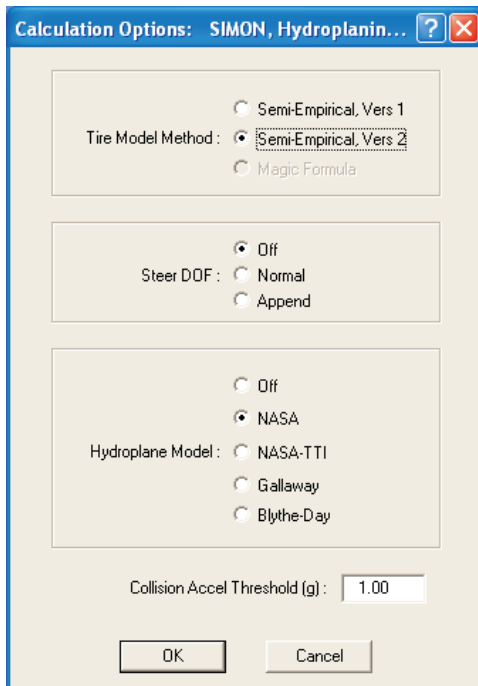 Calculation Options: SIMON, Hydroplanin...
Semi-Empirical, Vers 1
Tire Model Method : Semi-Empirical, Vers 2
Magic Formula
Off
Steer DOF : Normal
Append
Off
NASA
Hydroplane Model : NASA-TTI
Gallaway
Blythe-Day
Collision Accel Threshold (g) : 1.00
OK Cancel